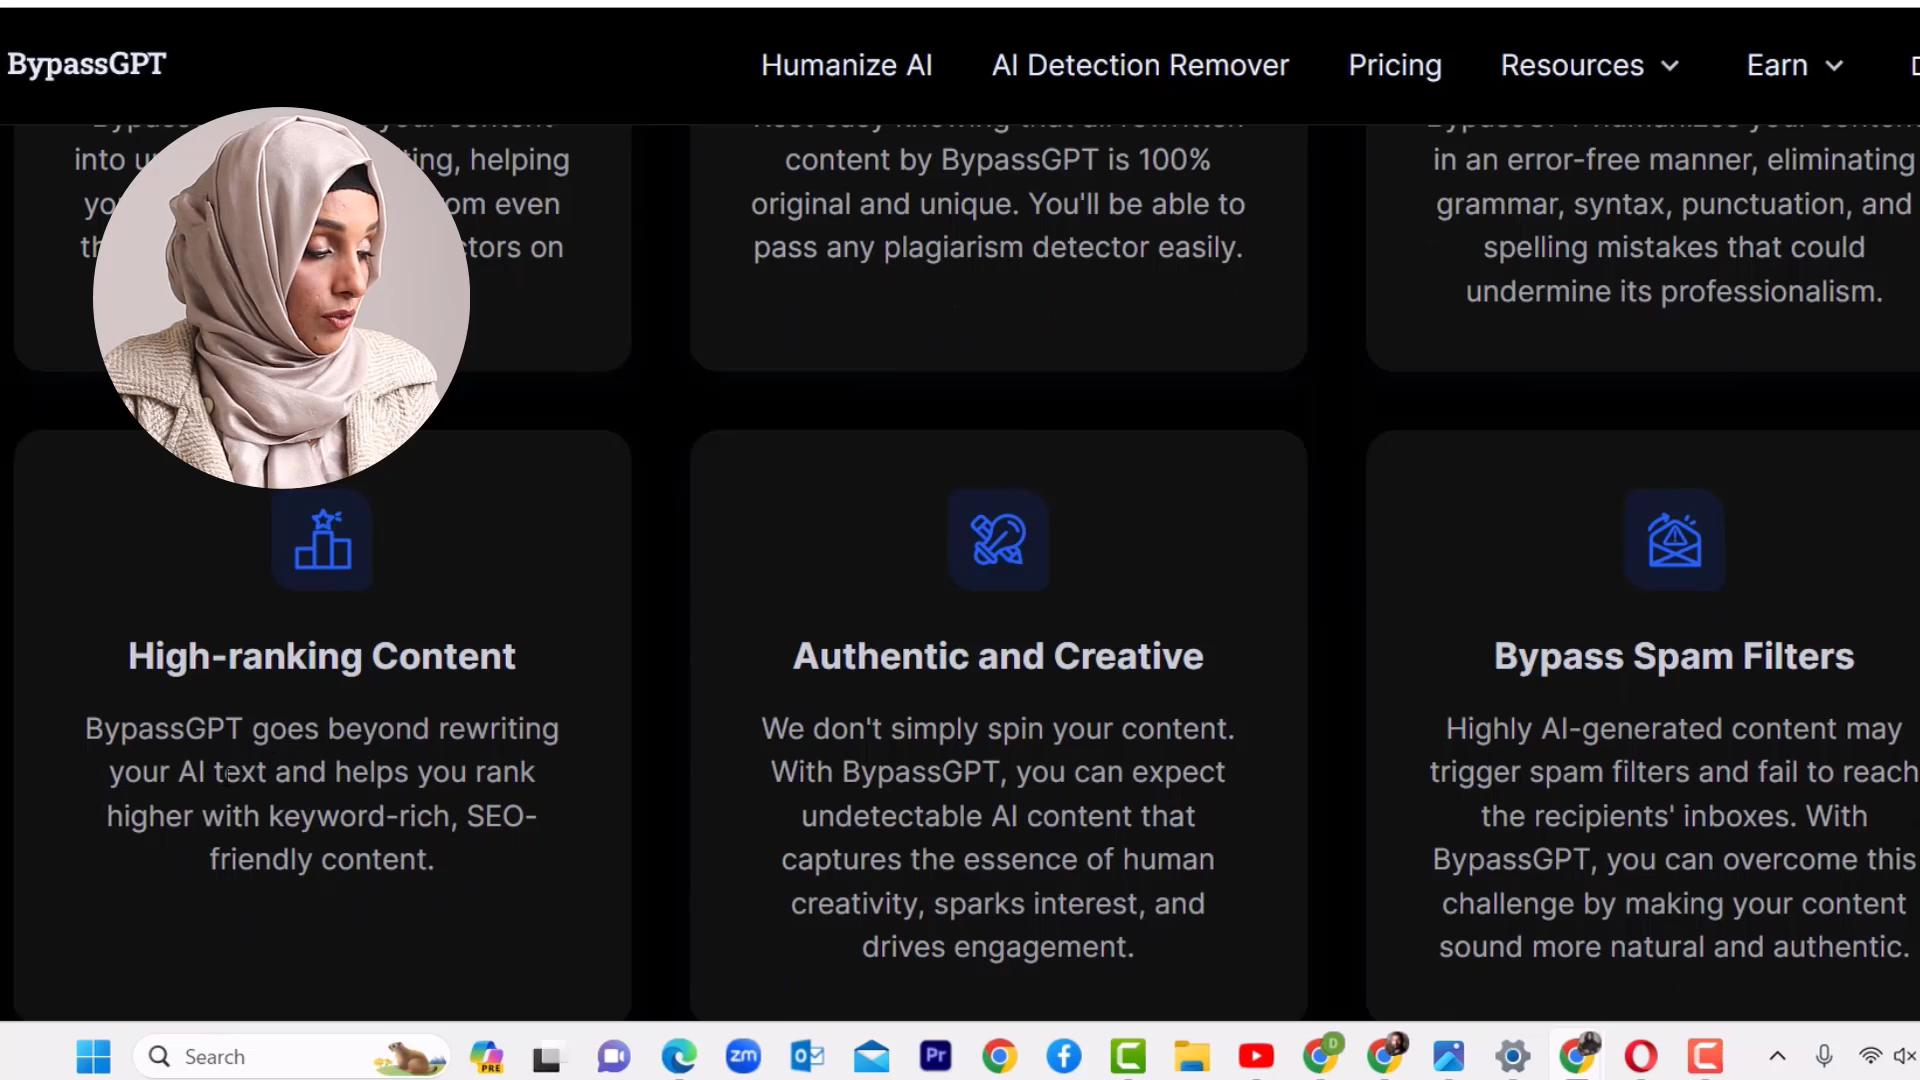 BypassGPT
Humanize AI
AI Detection Remover
Pricing
Resources
Earn
ting, helping
om even
ctors on
content by BypassGPT is 100%
original and unique. You'll be able to
pass any plagiarism detector easily.
in an error-free manner, eliminating
grammar, syntax, punctuation, and
spelling mistakes that could
undermine its professionalism.
High-ranking Content
BypassGPT goes beyond rewriting
your AI text and helps you rank
higher with keyword-rich, SEO-
friendly content.
Authentic and Creative
We don't simply spin your content.
With BypassGPT, you can expect
undetectable AI content that
captures the essence of human
creativity, sparks interest, and
drives engagement.
Bypass Spam Filters
Highly AI-generated content may
trigger spam filters and fail to reach
the recipients' inboxes. With
BypassGPT, you can overcome this
challenge by making your content
sound more natural and authentic.
Search
PRE
zm
Pr
D